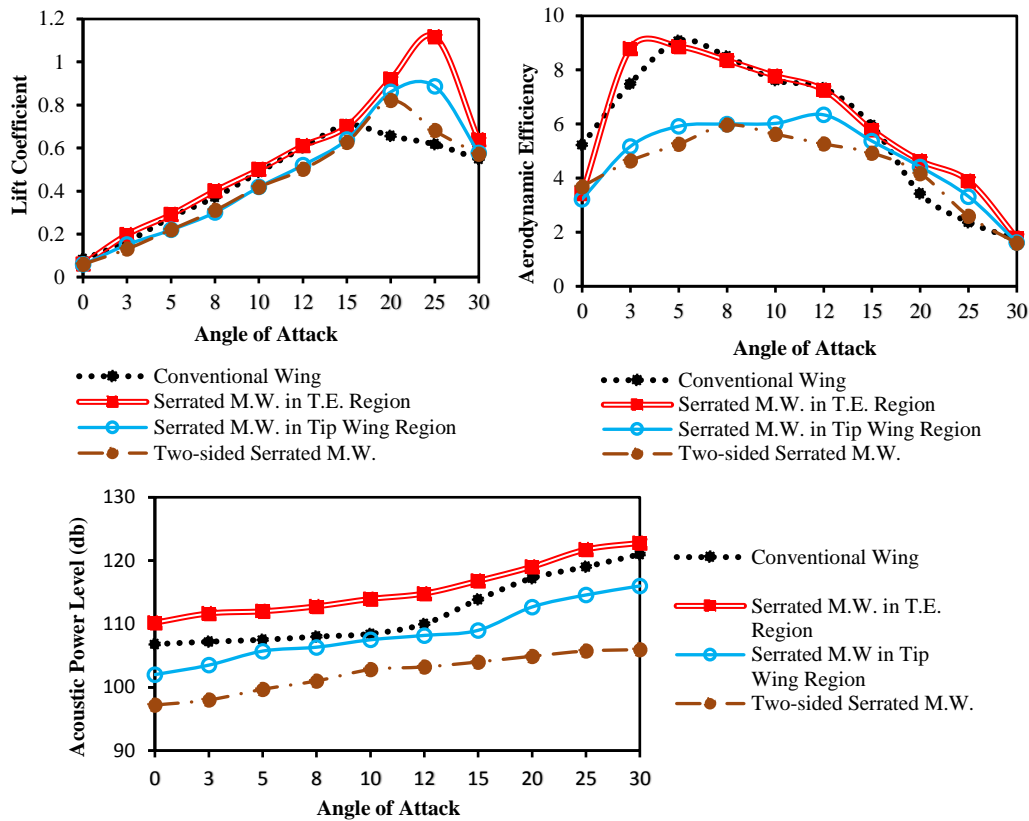 Lift Coefficient
1.2
1
0.8
0.6
0.4
0.2
0
0 3 5 8 10 12 15 20 25 30
Angle of Attack
Conventional Wing
Serrated M.W. in T.E. Region
Serrated M.W. in Tip Wing Region
Two-sided Serrated M.W.
Aerodynamic Efficiency
10
8
6
4
2
0
0 3 5 8 10 12 15 20 25 30
Angle of Attack
Conventional Wing
Serrated M.W. in T.E. Region
Serrated M.W. in Tip Wing Region
Two-sided Serrated M.W.
Acoustic Power Level (db)
130
120
110
100
90
0 3 5 8 10 12 15 20 25 30
Angle of Attack
Conventional Wing
Serrated M.W. in T.E.
Region
Serrated M.W in Tip
Wing Region
Two-sided Serrated M.W.